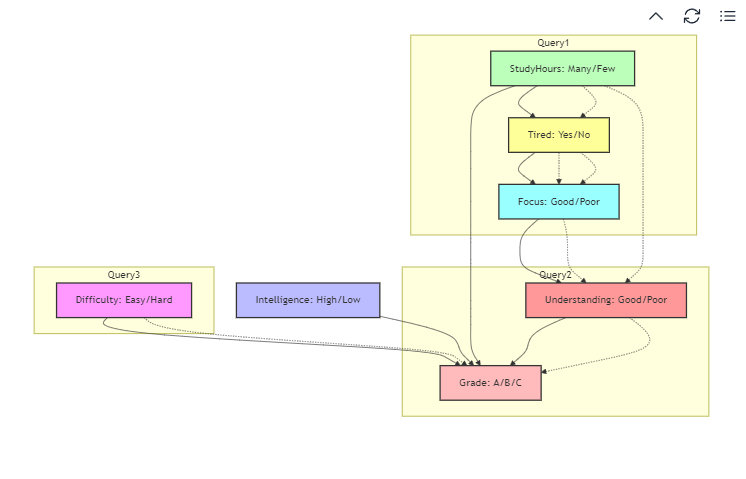 Query1
StudyHours: Many/Few
Tired: Yes/No
Focus: Good/Poor
Query3
Difficulty: Easy/Hard
Intelligence: High/Low
Query2
Understanding: Good/Poor
Grade: A/B/C